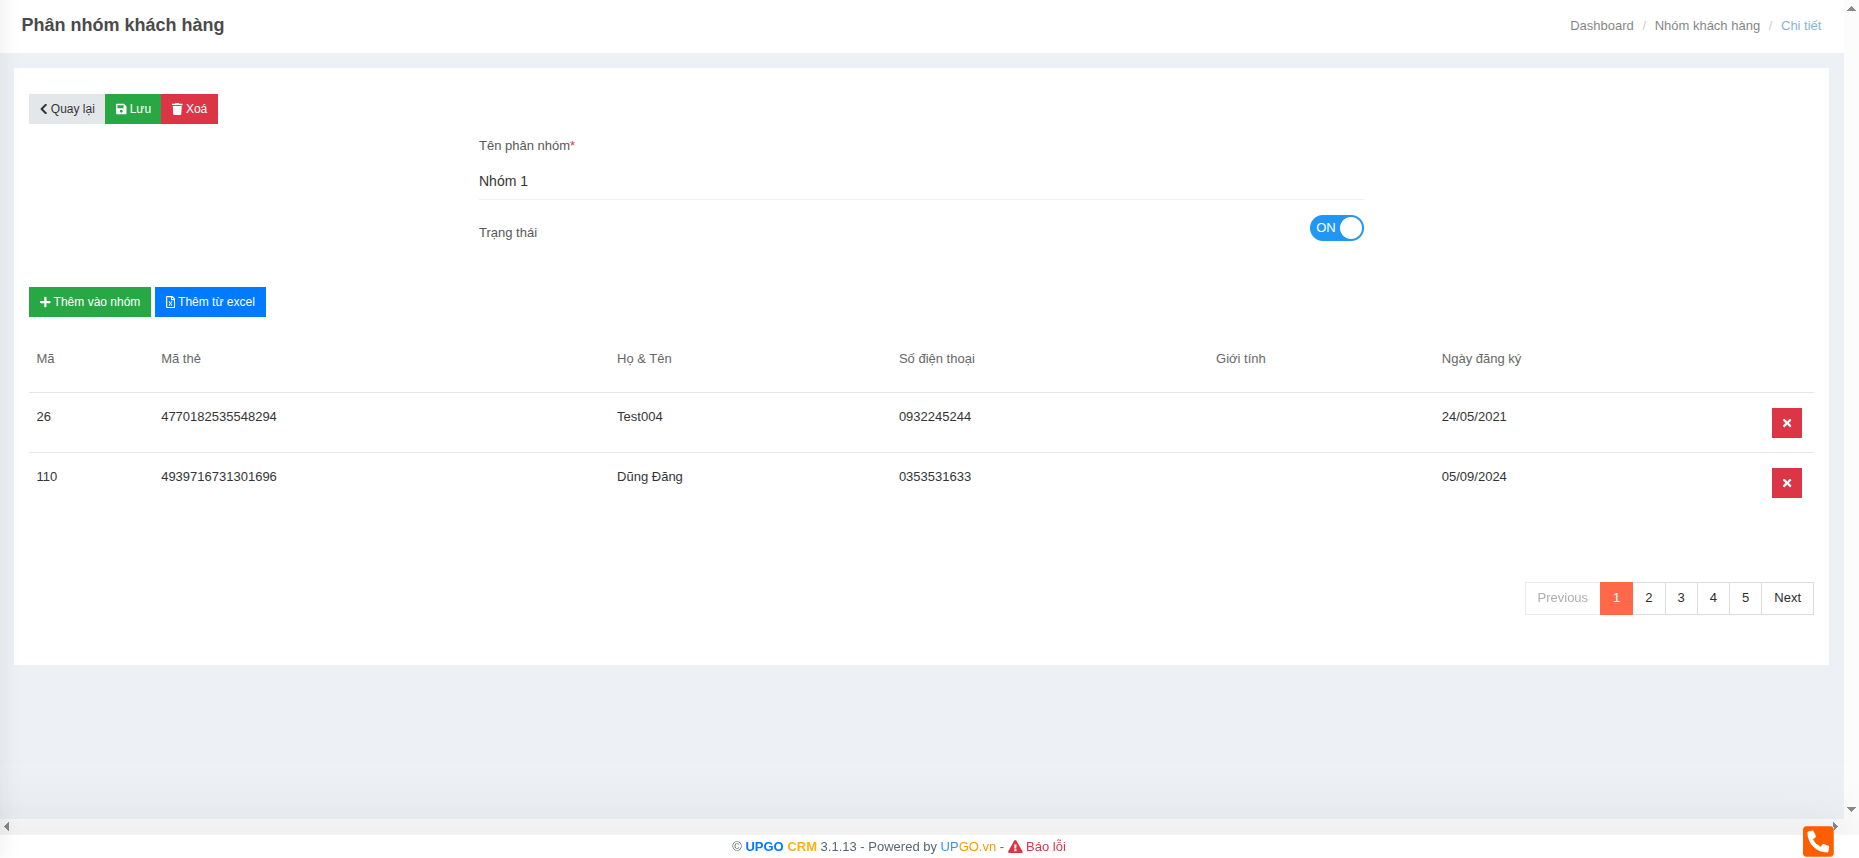 Phân nhóm khách hàng
Dashboard / Nhóm khách hàng / Chi tiết
Quay lại Lưu Xoá
Tên phân nhóm*
Nhóm 1
Trạng thái ON
Thêm vào nhóm Thêm từ excel
Mã Mã thẻ Họ & Tên Số điện thoại Giới tính Ngày đăng ký
26 4770182535548294 Test004 0932245244 24/05/2021
110 4939716731301696 Dũng Đăng 0353531633 05/09/2024
Previous 1 2 3 4 5 Next
© UPGO CRM 3.1.13 - Powered by UPGO.vn - Báo lỗi